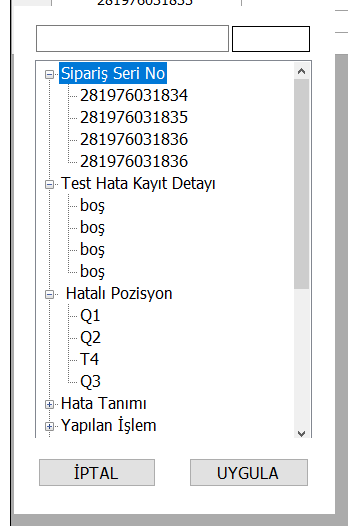 281976031835
Sipariş Seri No
281976031834
281976031835
281976031836
281976031836
Test Hata Kayıt Detayı
boş
boş
boş
boş
Hatalı Pozisyon
Q1
Q2
T4
Q3
Hata Tanımı
Yapılan İşlem
İPTAL
UYGULA